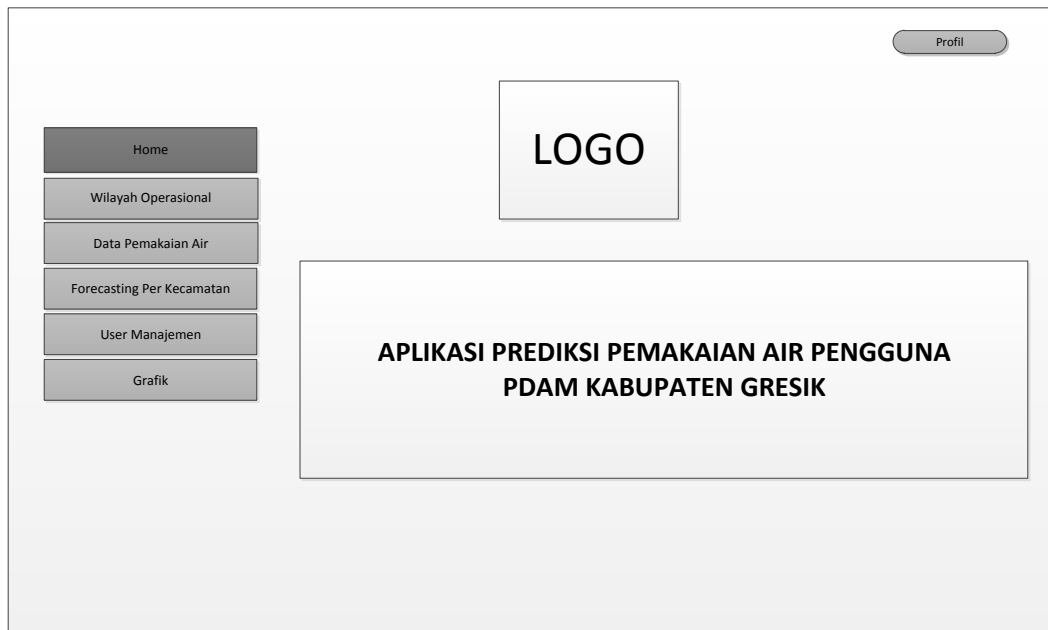 Profil
LOGO
Home
Wilayah Operasional
Data Pemakaian Air
Forecasting Per Kecamatan
User Manajemen
Grafik
APLIKASI PREDIKSI PEMAKAIAN AIR PENGGUNA
PDAM KABUPATEN GRESIK